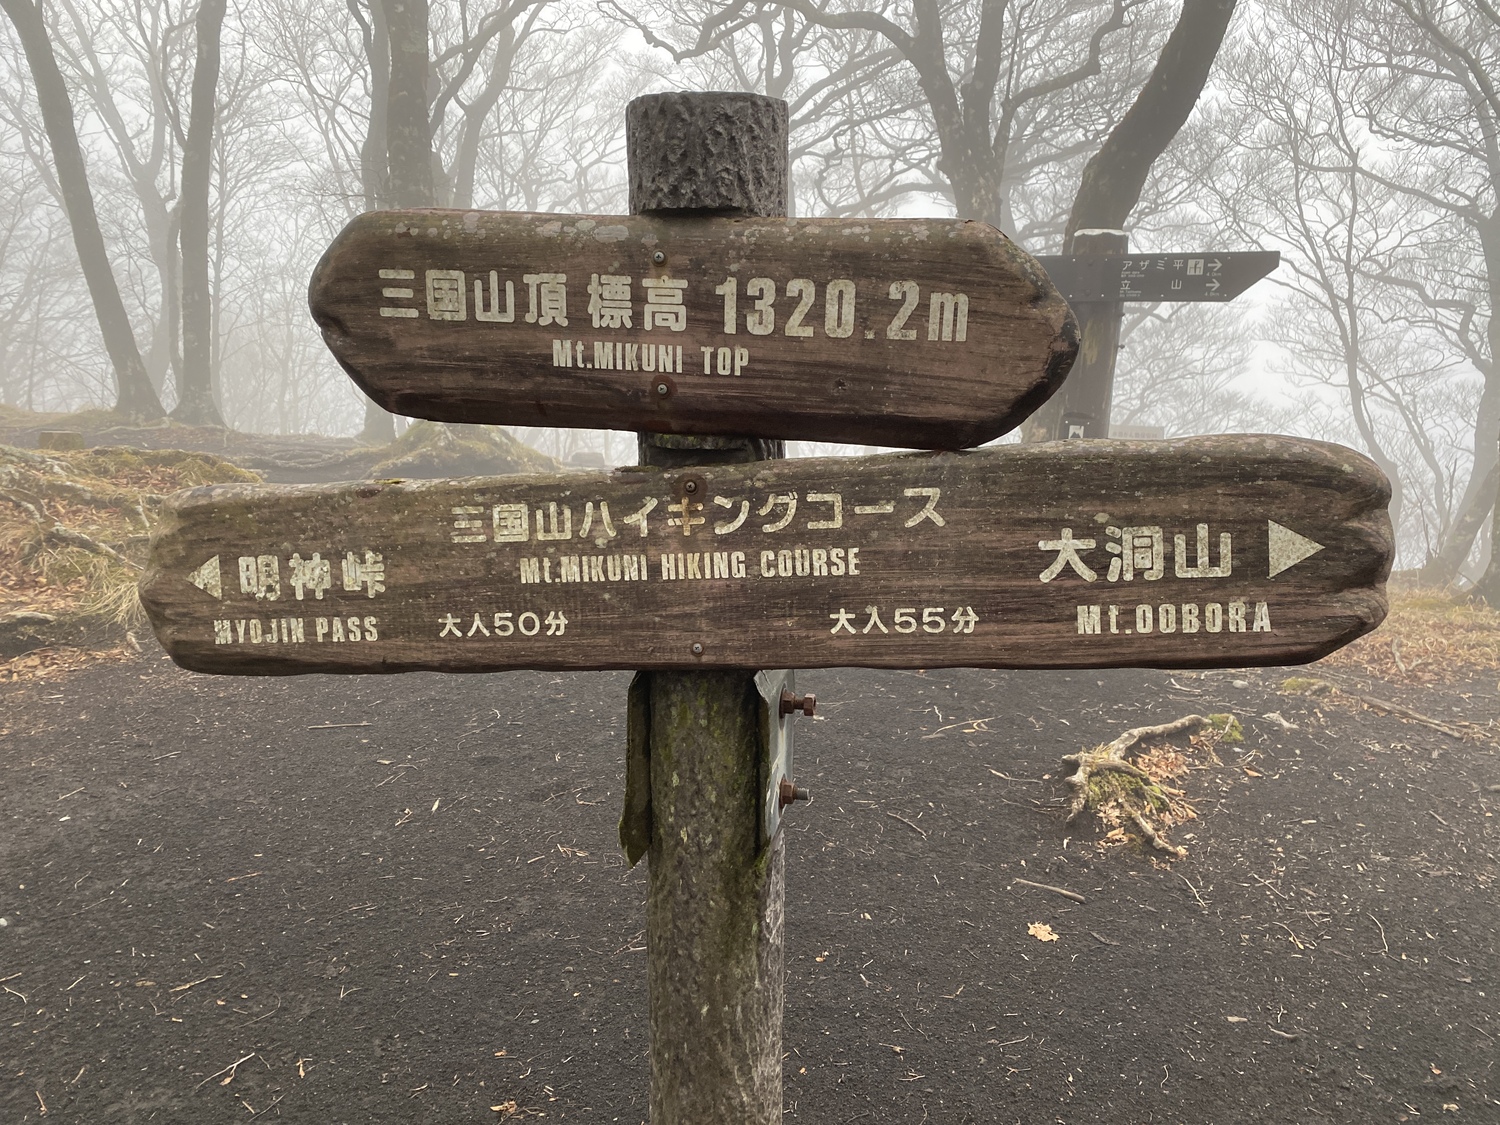 三国山頂 標高 1320.2m
Mt.MIKUNI TOP
三国山ハイキングコース
Mt.MIKUNI HIKING COURSE
明神峠
MYOJIN PASS
大人50分
大人55分
大洞山
Mt.OOBORA
アザミ平
立山